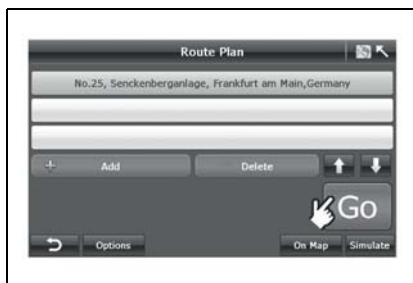 Route Plan
No.25, Senckenberganlage, Frankfurt am Main,Germany
Add Delete
Go
Options On Map Simulate